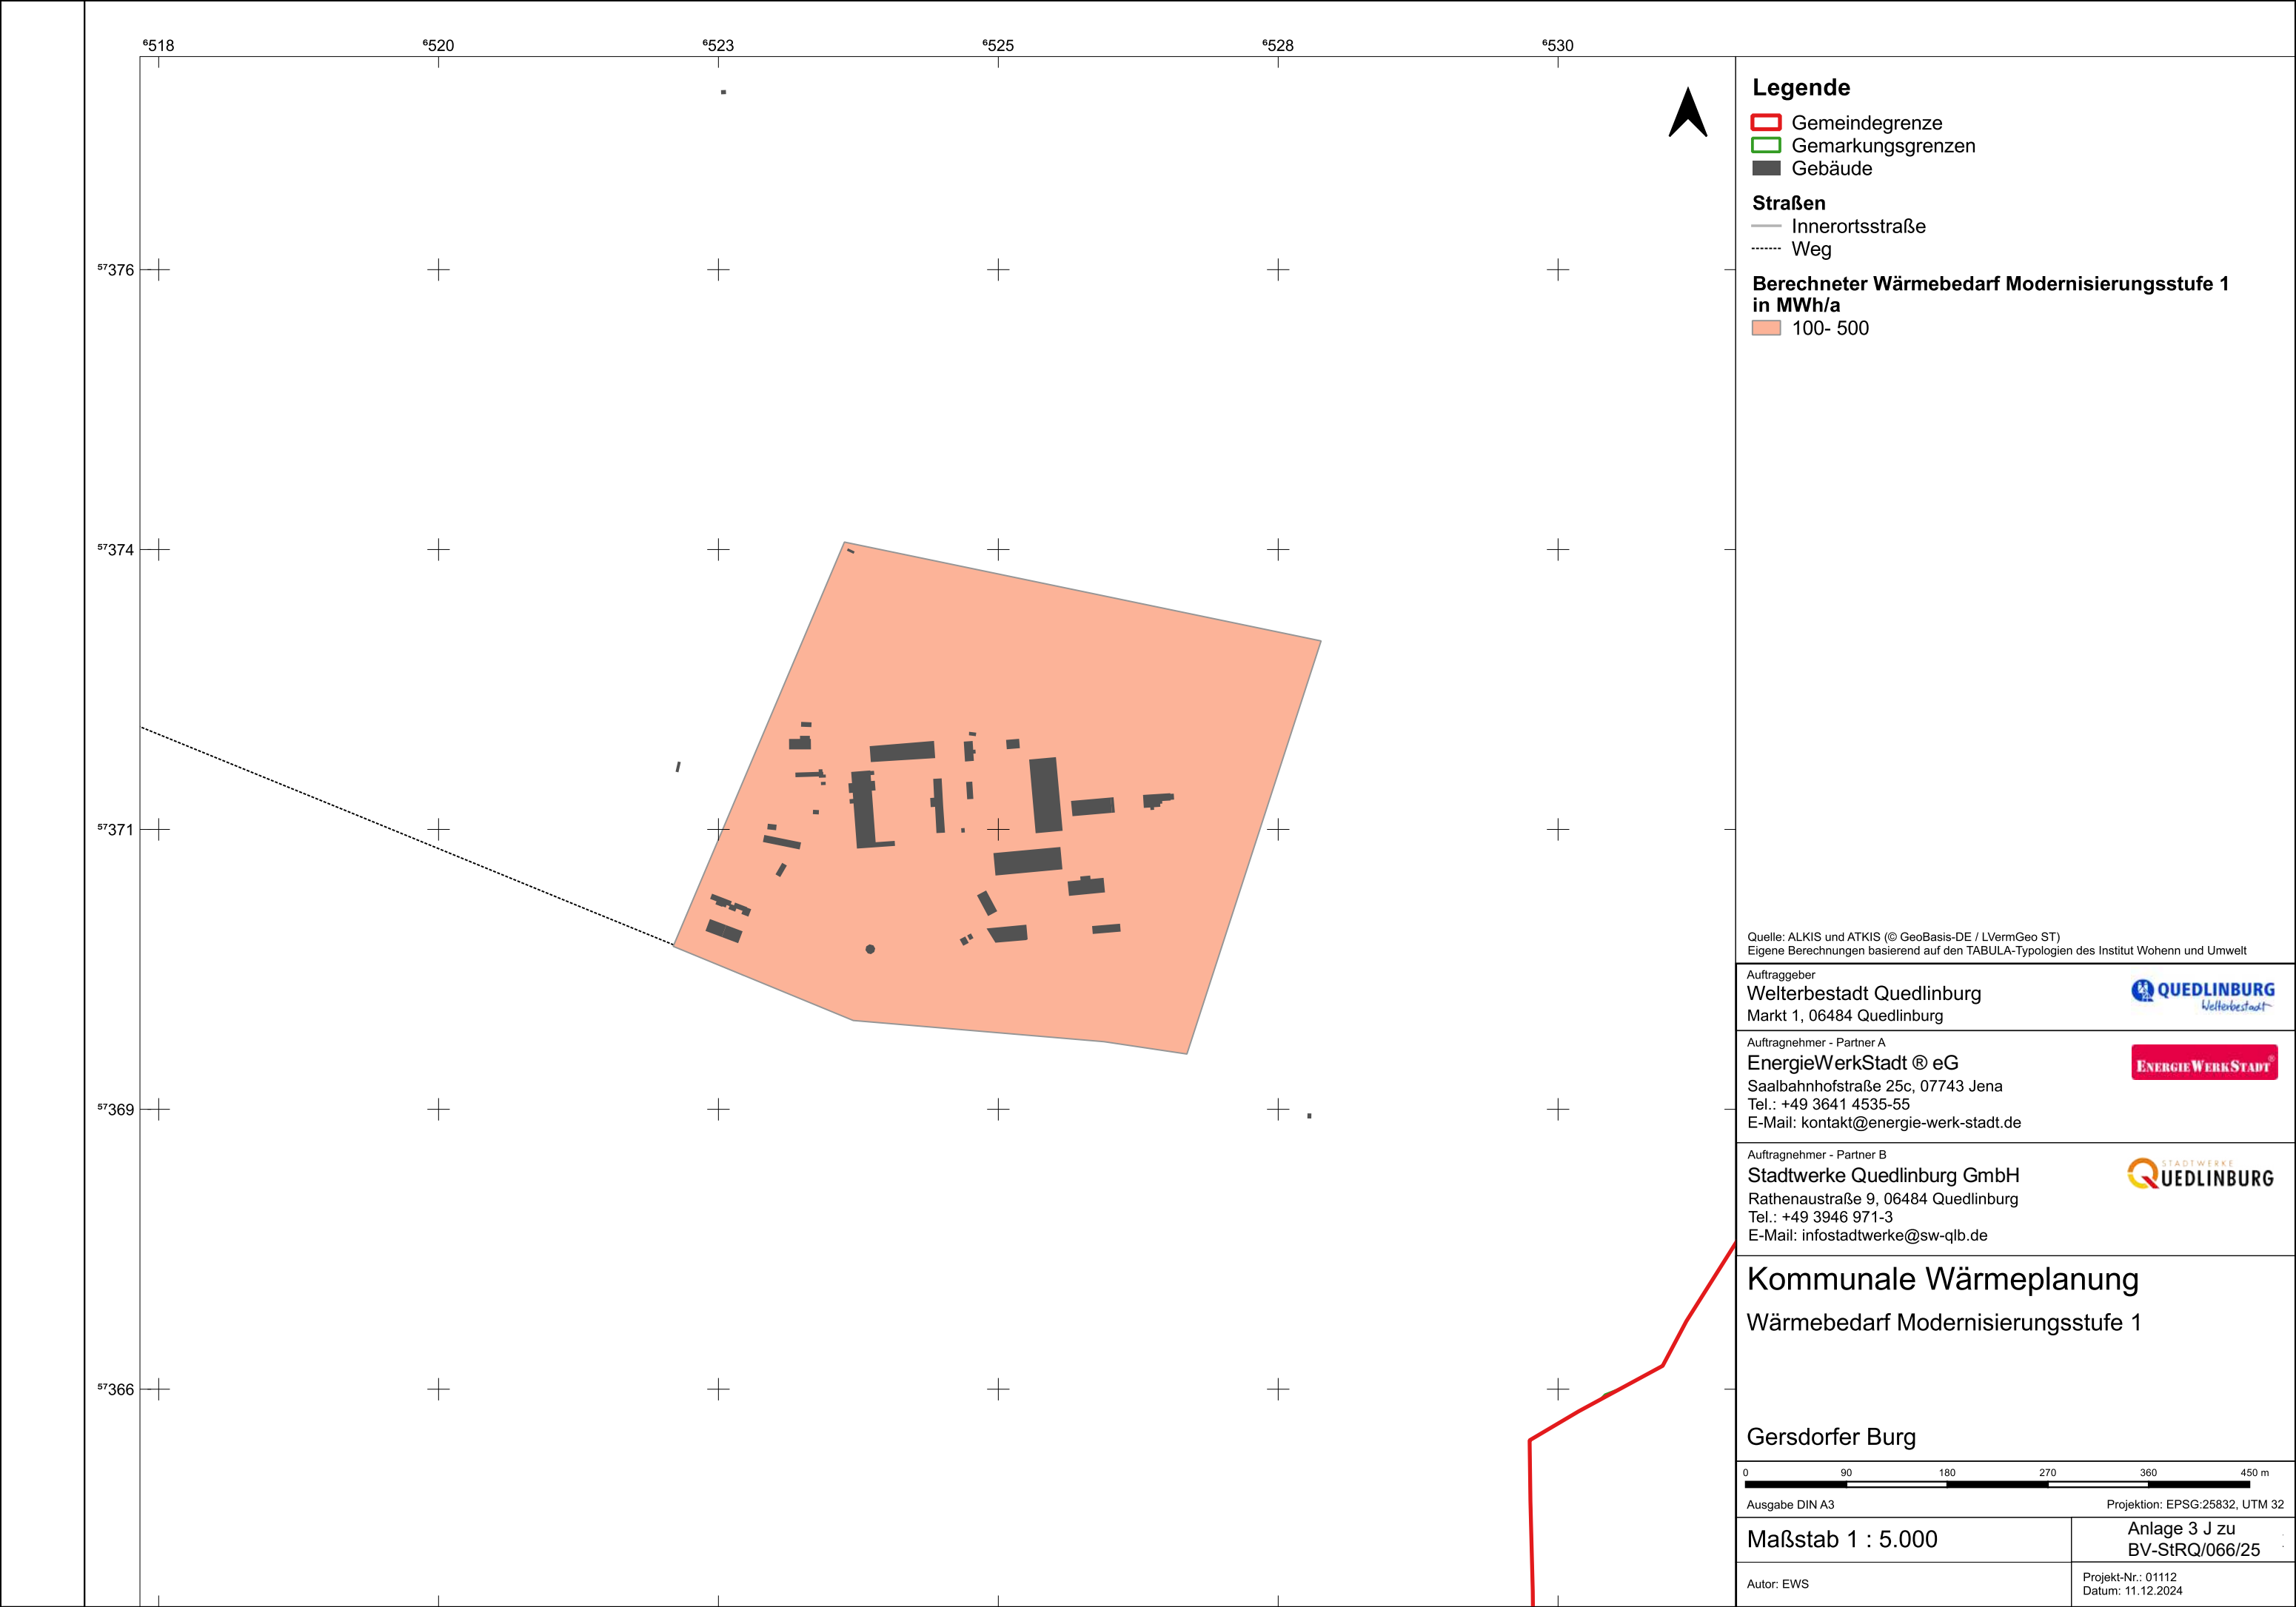 ⁶518 ⁶520 ⁶523 ⁶525 ⁶528 ⁶530
⁵⁷376
⁵⁷374
⁵⁷371
⁵⁷369
⁵⁷366
Legende
Gemeindegrenze
Gemarkungsgrenzen
Gebäude
Straßen
Innerortsstraße
Weg
Berechneter Wärmebedarf Modernisierungsstufe 1
in MWh/a
100- 500
Quelle: ALKIS und ATKIS (© GeoBasis-DE / LVermGeo ST)
Eigene Berechnungen basierend auf den TABULA-Typologien des Institut Wohenn und Umwelt
Auftraggeber
Welterbestadt Quedlinburg
Markt 1, 06484 Quedlinburg
QUEDLINBURG
Welterbestadt
Auftragnehmer - Partner A
EnergieWerkStadt ® eG
Saalbahnhofstraße 25c, 07743 Jena
Tel.: +49 3641 4535-55
E-Mail: kontakt@energie-werk-stadt.de
ENERGIEWERKSTADT®
Auftragnehmer - Partner B
Stadtwerke Quedlinburg GmbH
Rathenaustraße 9, 06484 Quedlinburg
Tel.: +49 3946 971-3
E-Mail: infostadtwerke@sw-qlb.de
STADTWERKE
QUEDLINBURG
Kommunale Wärmeplanung
Wärmebedarf Modernisierungsstufe 1
Gersdorfer Burg
0 90 180 270 360 450 m
Ausgabe DIN A3
Projektion: EPSG:25832, UTM 32
Maßstab 1 : 5.000
Anlage 3 J zu
BV-StRQ/066/25
Autor: EWS
Projekt-Nr.: 01112
Datum: 11.12.2024